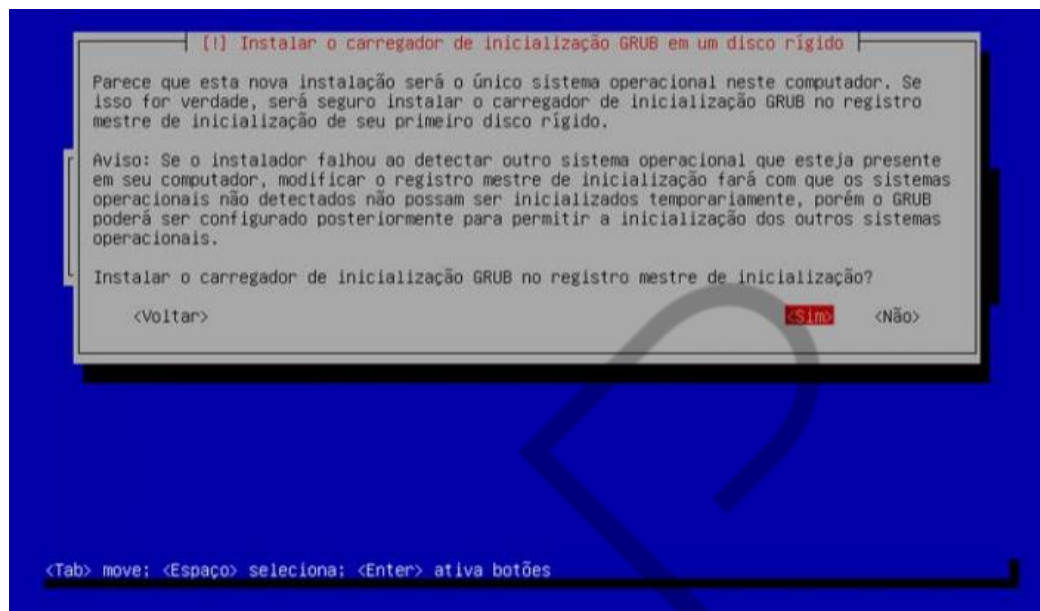 [!] Instalar o carregador de inicialização GRUB em um disco rígido
Parece que esta nova instalação será o único sistema operacional neste computador. Se
isso for verdade, será seguro instalar o carregador de inicialização GRUB no registro
mestre de inicialização de seu primeiro disco rígido.
Aviso: Se o instalador falhou ao detectar outro sistema operacional que esteja presente
em seu computador, modificar o registro mestre de inicialização fará com que os sistemas
operacionais não detectados não possam ser inicializados temporariamente, porém o GRUB
poderá ser configurado posteriormente para permitir a inicialização dos outros sistemas
operacionais.
Instalar o carregador de inicialização GRUB no registro mestre de inicialização?
<Voltar> <Sim> <Não>
<Tab> move; <Espaço> seleciona; <Enter> ativa botões